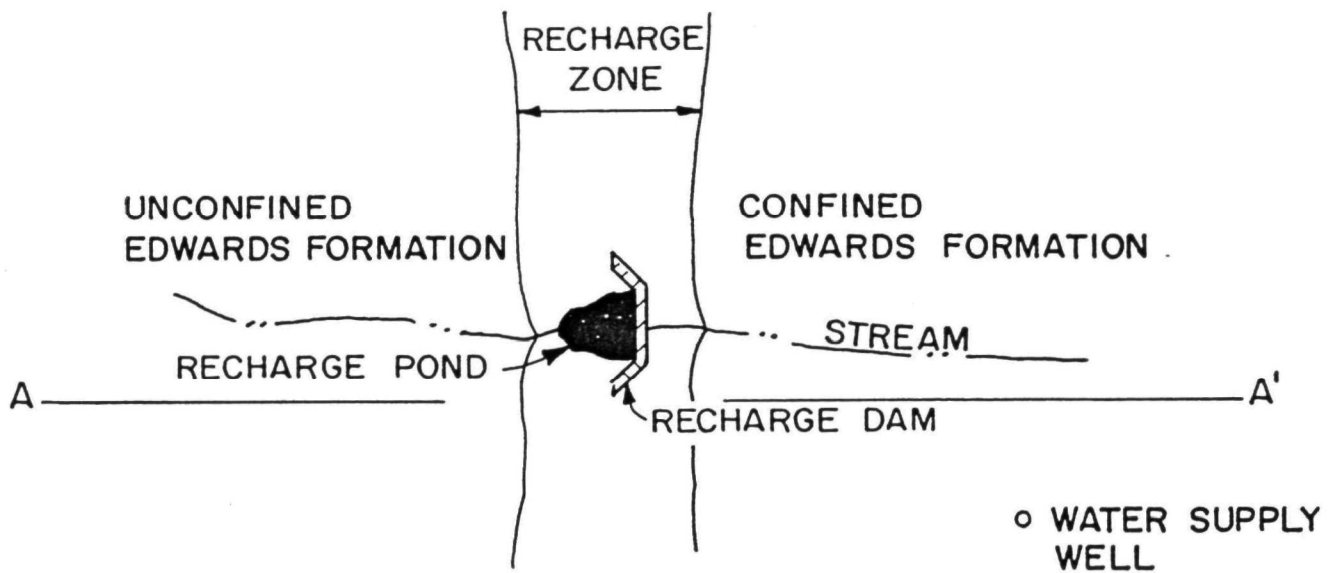 RECHARGE
ZONE
UNCONFINED
EDWARDS FORMATION
CONFINED
EDWARDS FORMATION
STREAM
RECHARGE POND
A
A'
RECHARGE DAM
WATER SUPPLY
WELL